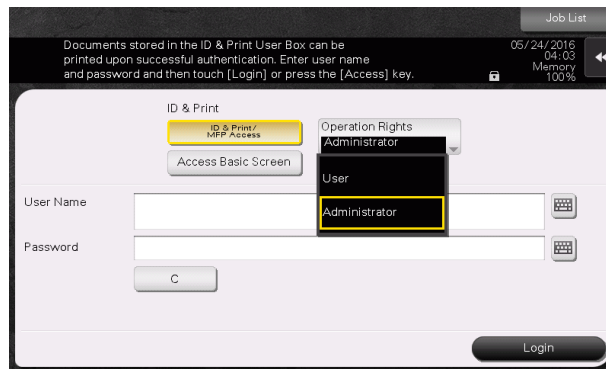 Job List
Documents stored in the ID & Print User Box can be
printed upon successful authentication. Enter user name
and password and then touch [Login] or press the [Access] key.
05/24/2016
04:03
Memory
100%
ID & Print
ID & Print/
MFP Access
Access Basic Screen
Operation Rights
Administrator
User
Administrator
User Name
Password
C
Login